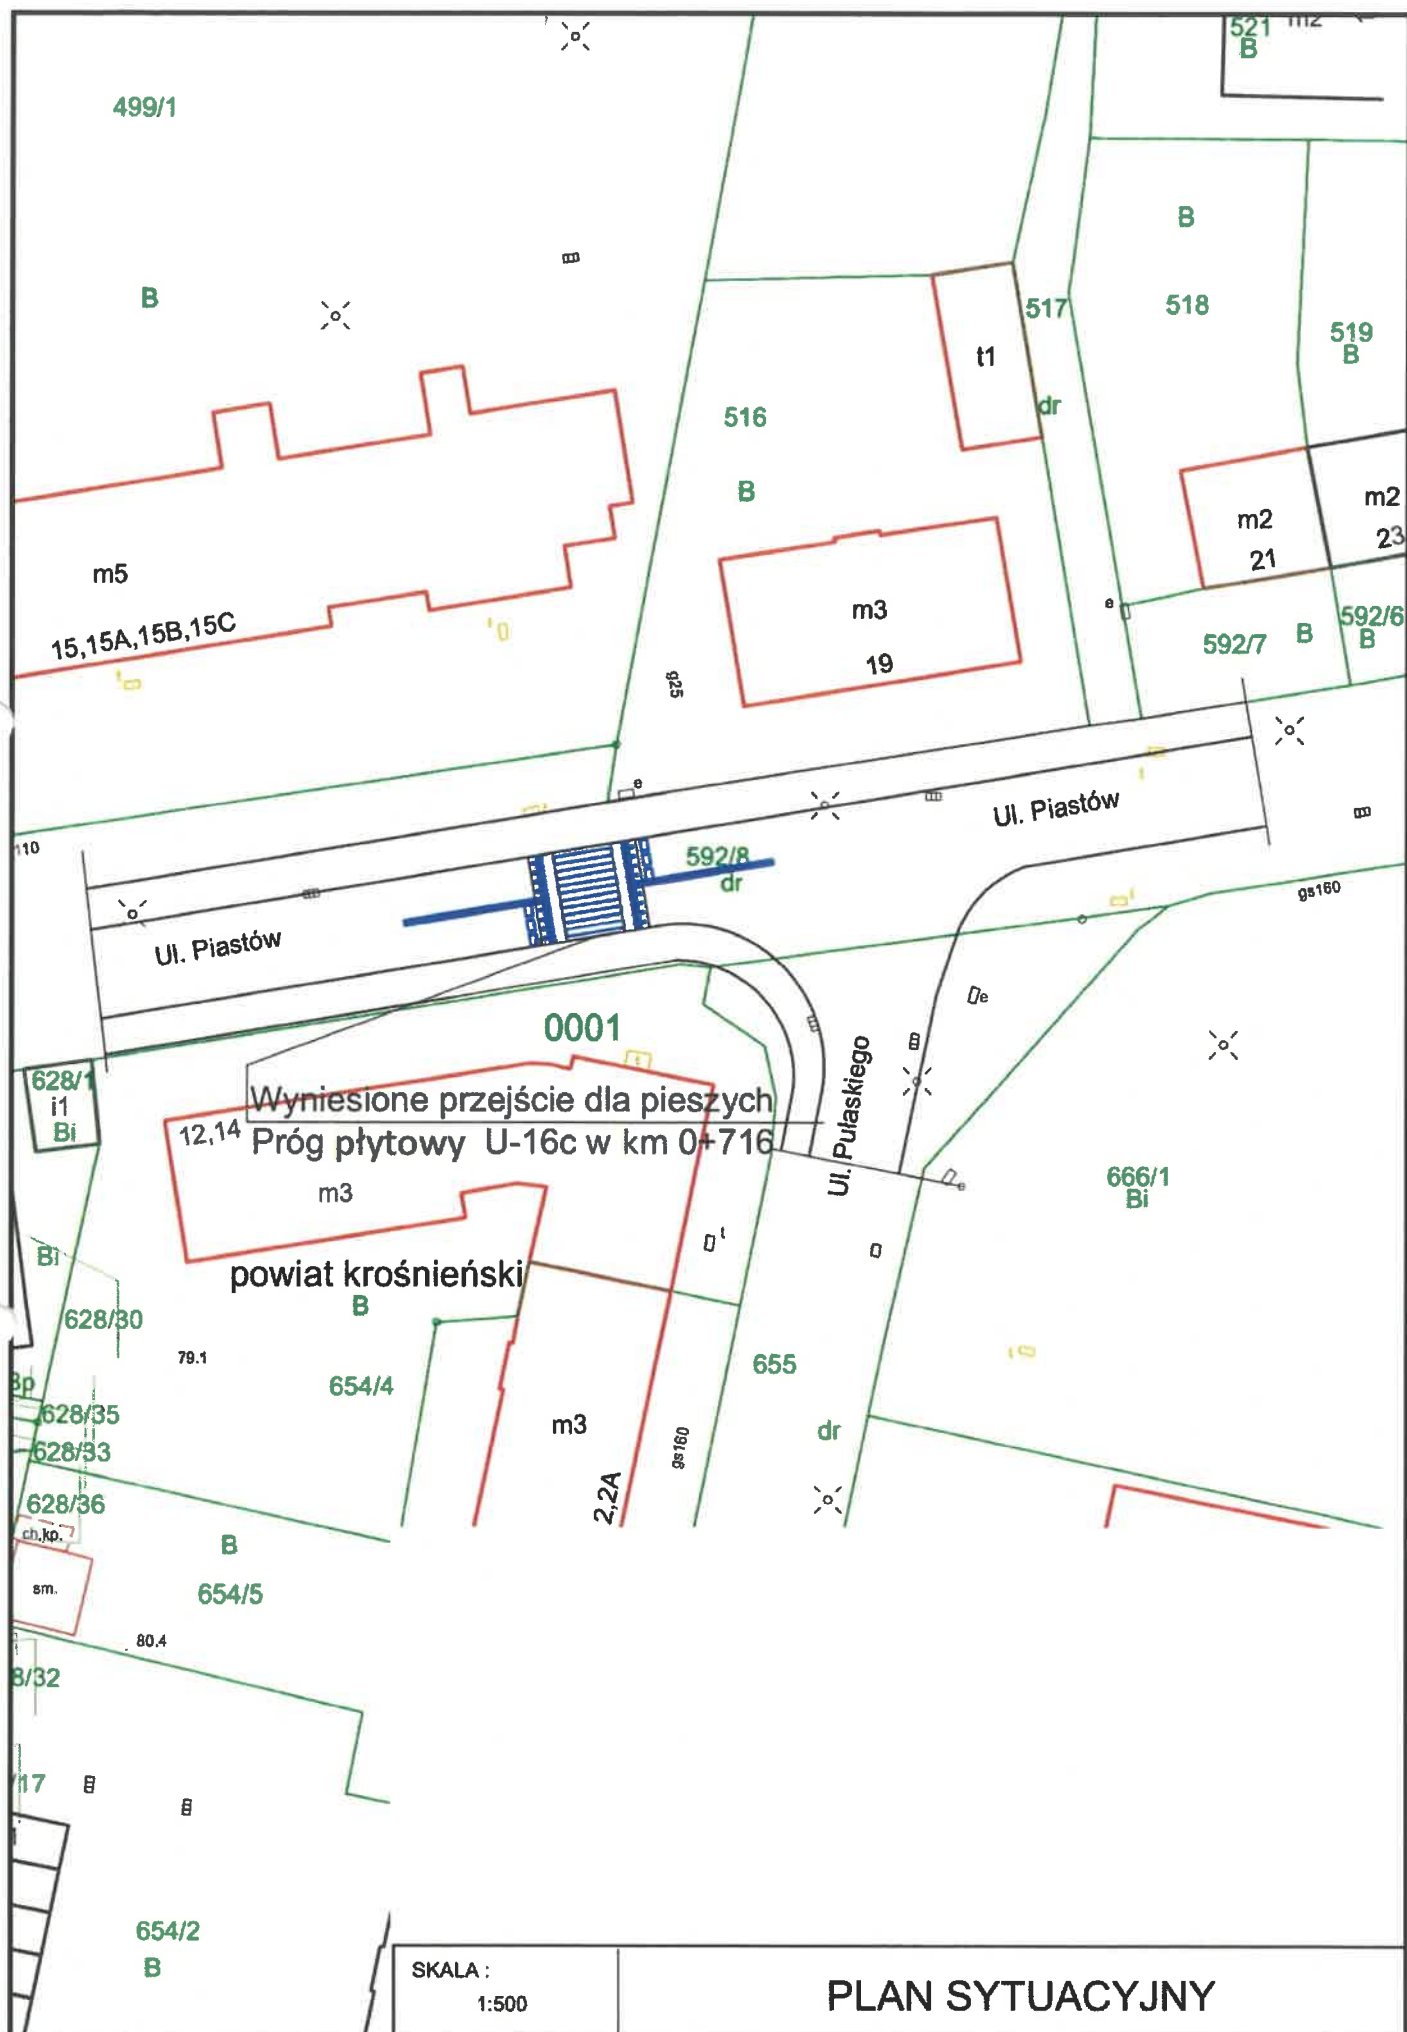 521
m2
B
499/1
B
B
518
517
519
B
t1
dr
516
B
m2
21
m2
23
m5
15,15A,15B,15C
t
t
m3
19
g25
e
592/7
B
592/6
B
e
t
t
Ul. Piastów
110
592/8
dr
Ul. Piastów
t
gs160
e
0001
t
Ul. Pułaskiego
628/1
i1
Bi
12,14
Wyniesione przejście dla pieszych
Próg płytowy U-16c w km 0+716
m3
666/1
Bi
t
Bi
powiat krośnieński
B
628/30
79.1
654/4
655
t
Bp
628/35
m3
dr
628/33
gs160
2,2A
628/36
ch.kp.
B
654/5
sm.
80.4
8/32
/17
654/2
B
SKALA :
1:500
PLAN SYTUACYJNY